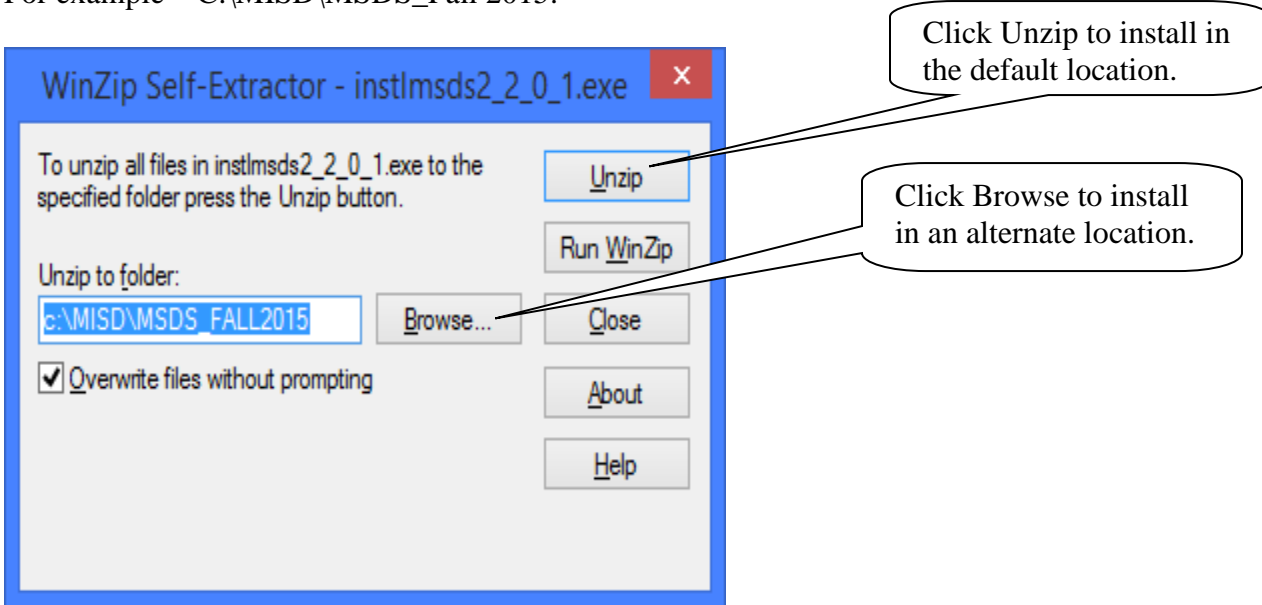 For example – C:\MISD\MSDS_Fall 2015.
Click Unzip to install in
the default location.
WinZip Self-Extractor - instlmsds2_2_0_1.exe
x
To unzip all files in instlmsds2_2_0_1.exe to the
specified folder press the Unzip button.
Unzip
Click Browse to install
in an alternate location.
Run WinZip
Unzip to folder:
c:\MISD\MSDS_FALL2015
Browse...
Close
Overwrite files without prompting
About
Help